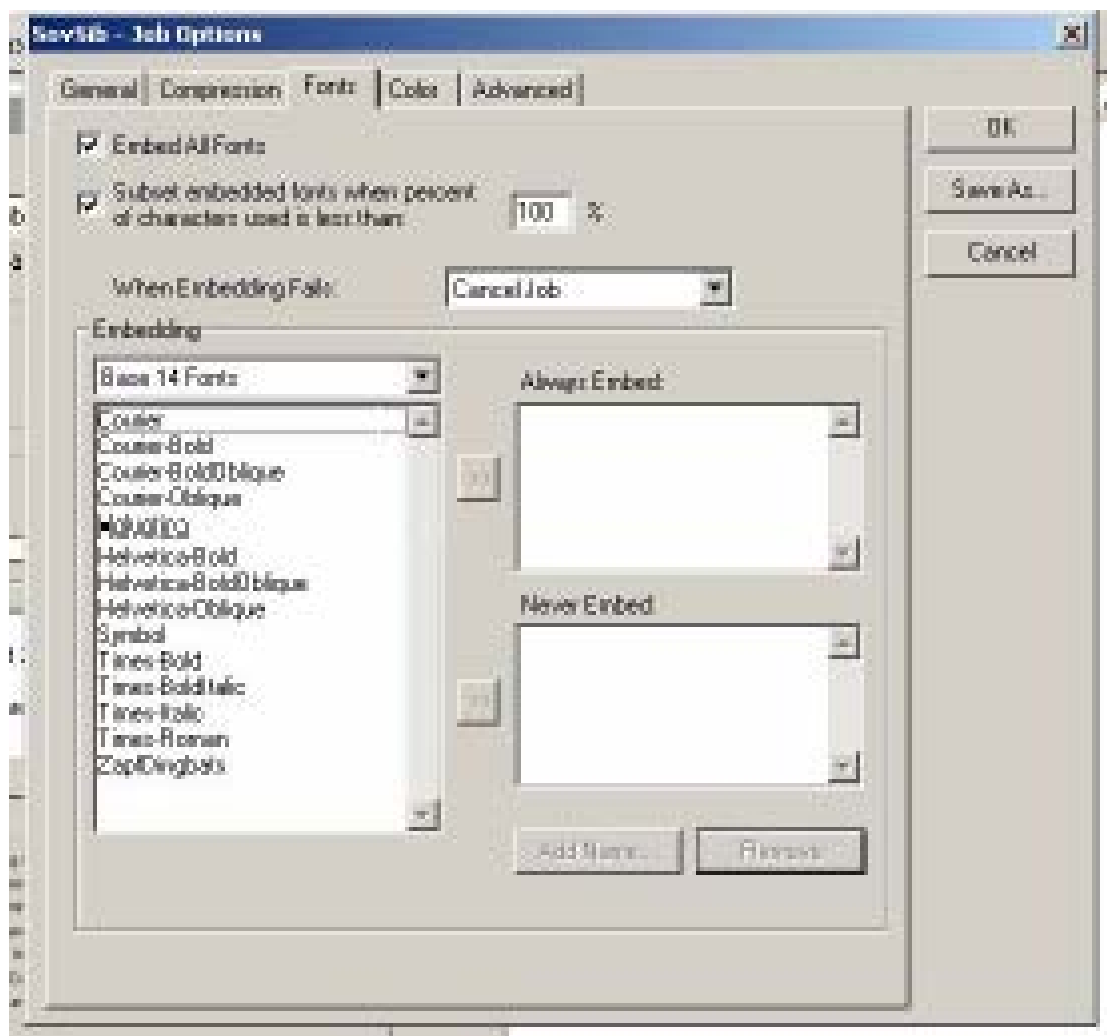 Job Options
General Compression Fonts Color Advanced
OK
Embed All Fonts
Save As...
Subset embedded fonts when percent
of characters used is less than:
100 %
Cancel
When Embedding Fails:
Cancel Job
Embedding
Base 14 Fonts
Always Embed:
Courier
Courier-Bold
Courier-BoldOblique
Courier-Oblique
Helvetica
Helvetica-Bold
Helvetica-BoldOblique
Helvetica-Oblique
Symbol
Times-Bold
Times-BoldItalic
Times-Italic
Times-Roman
ZapfDingbats
>>
Never Embed:
>>
Add Name...
Remove